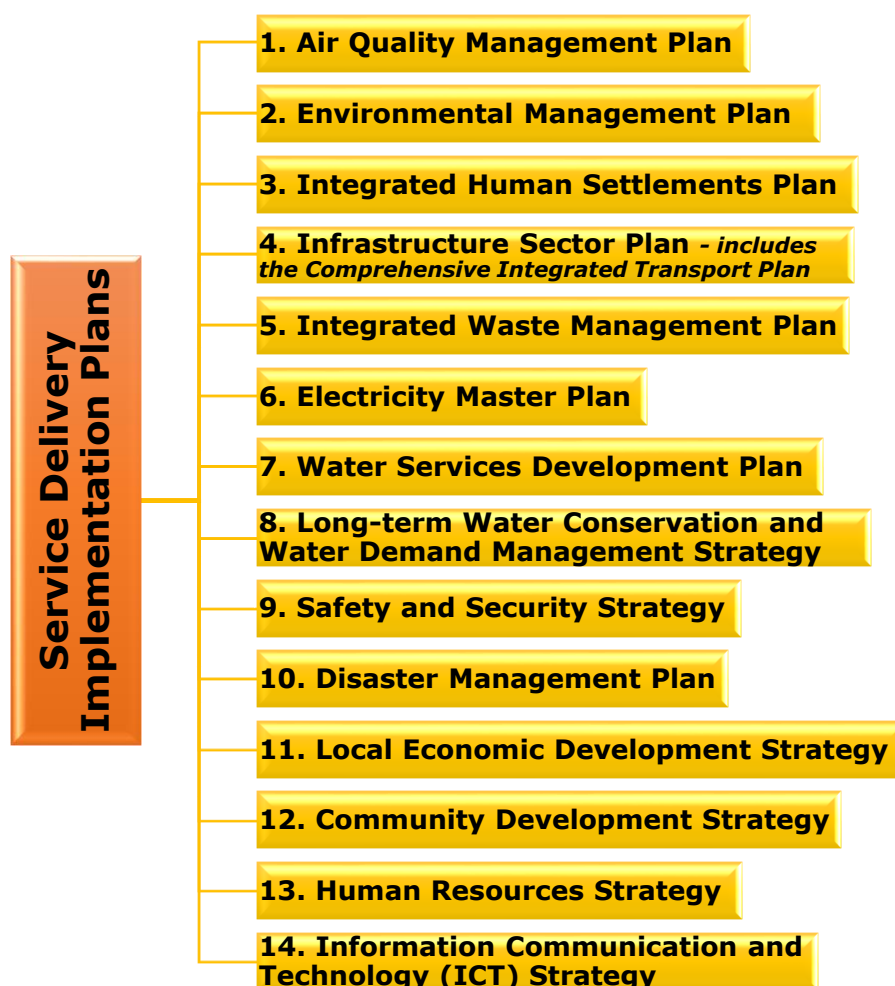 Service Delivery
Implementation Plans
1. Air Quality Management Plan
2. Environmental Management Plan
3. Integrated Human Settlements Plan
4. Infrastructure Sector Plan - includes
the Comprehensive Integrated Transport Plan
5. Integrated Waste Management Plan
6. Electricity Master Plan
7. Water Services Development Plan
8. Long-term Water Conservation and
Water Demand Management Strategy
9. Safety and Security Strategy
10. Disaster Management Plan
11. Local Economic Development Strategy
12. Community Development Strategy
13. Human Resources Strategy
14. Information Communication and
Technology (ICT) Strategy